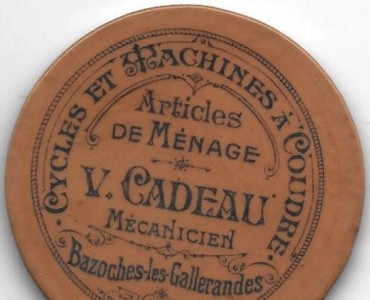 CYCLES ET MACHINES À COUDRE
Articles
DE MÉNAGE
V. CADEAU
MÉCANICIEN
Bazoches-les-Gallerandes